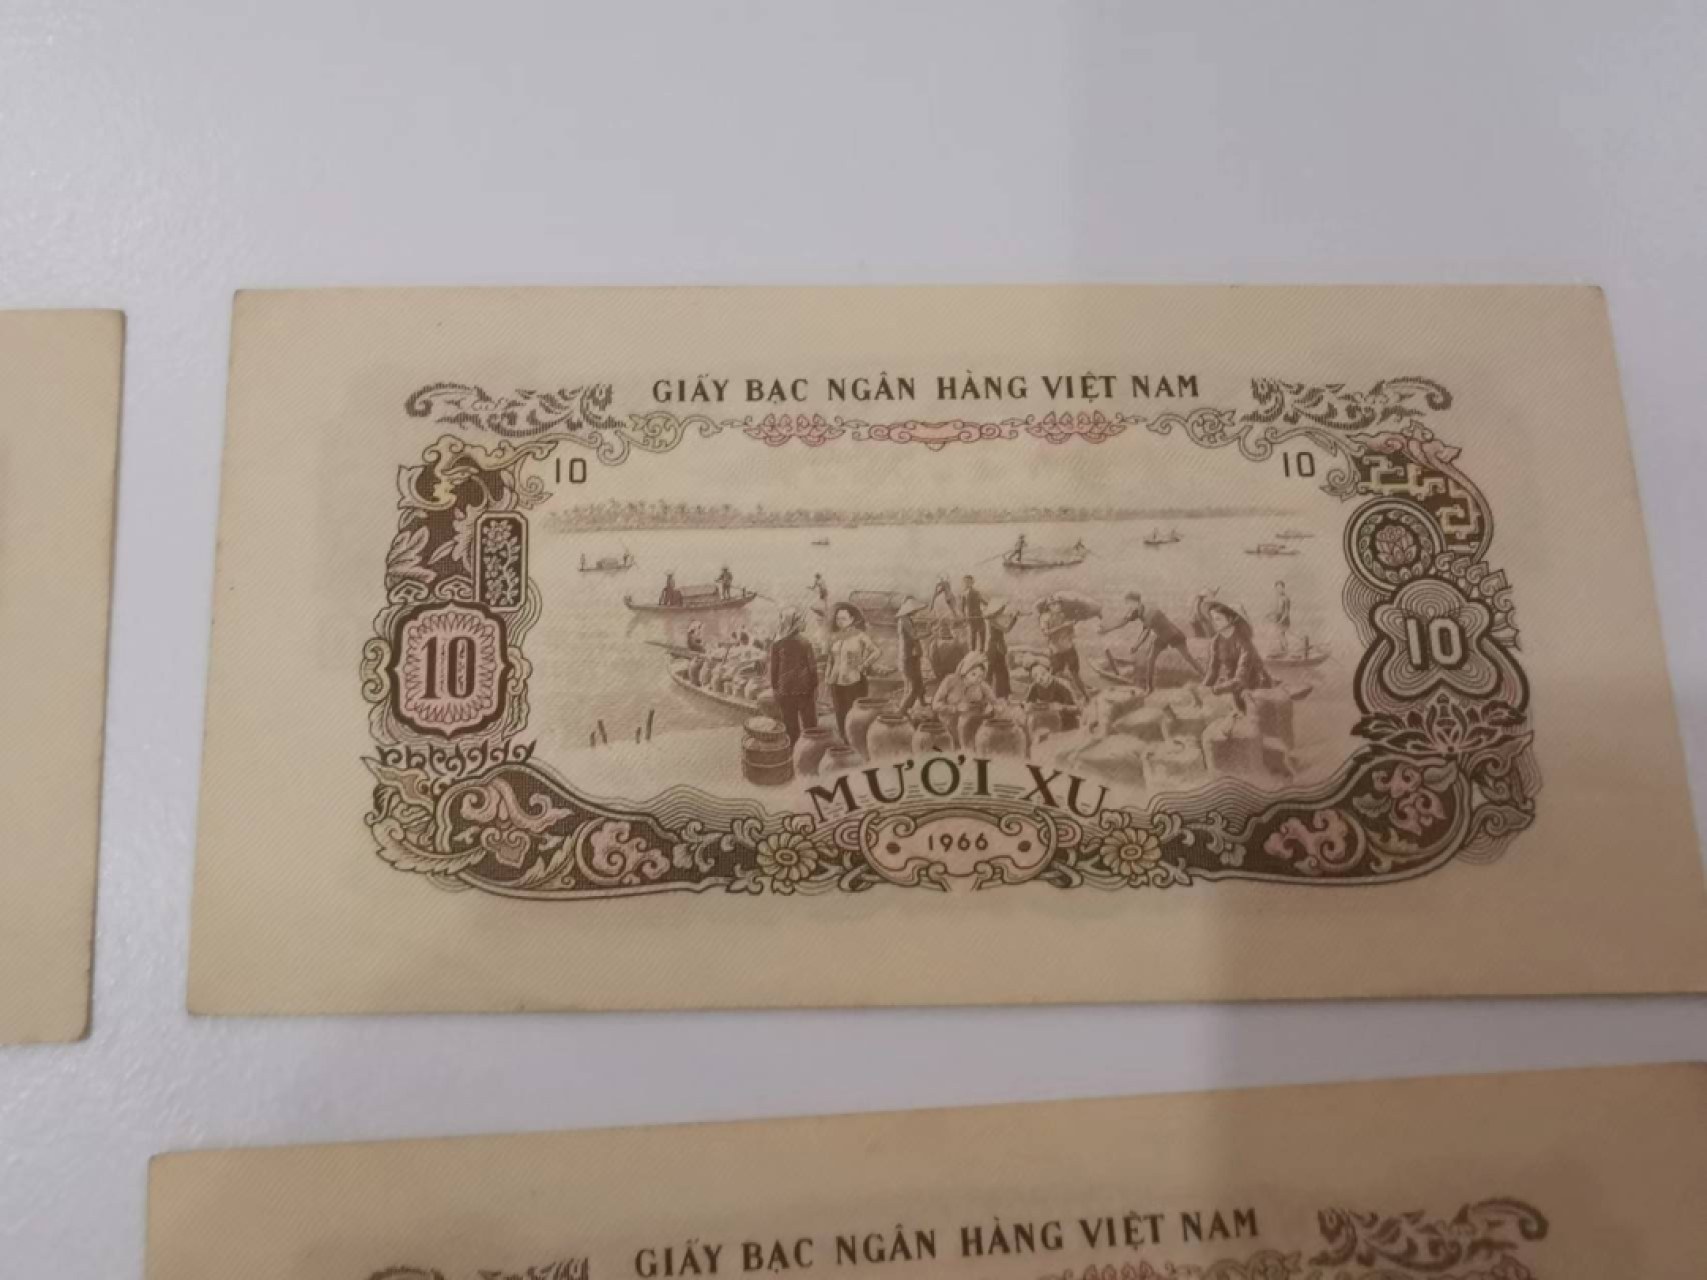 GIẤY BẠC NGÂN HÀNG VIỆT NAM
10
10
10
10
MƯỜI XU
1966
GIẤY BẠC NGÂN HÀNG VIỆT NAM